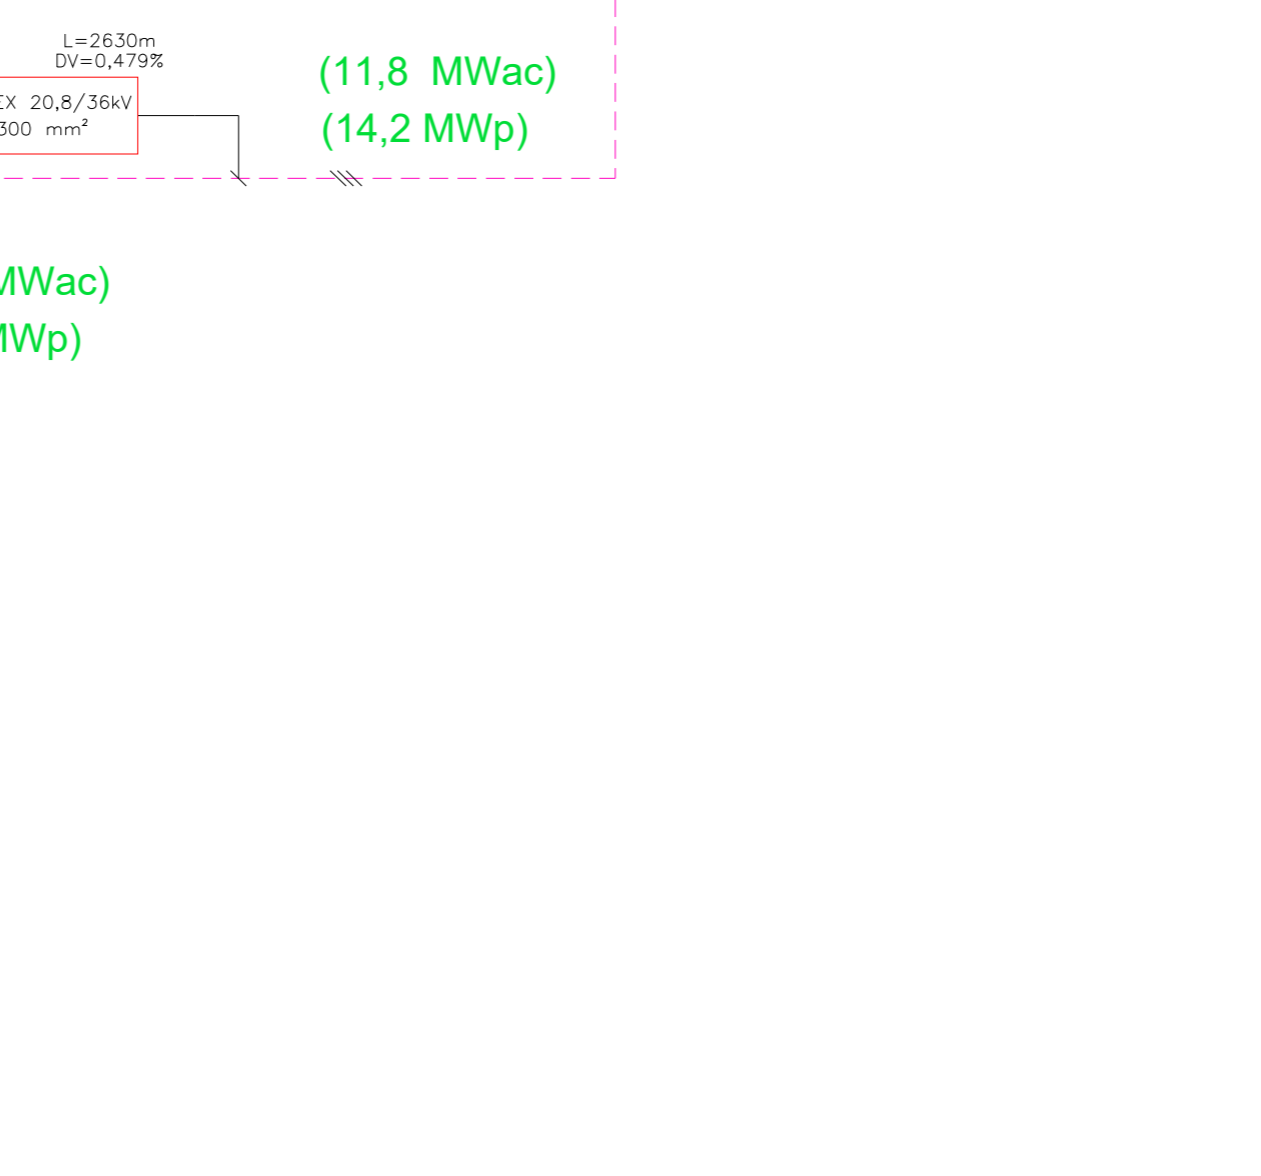 L=2630m
DV=0,479%
(11,8 MWac)
EX 20,8/36kV
300 mm²
(14,2 MWp)
MWac)
MWp)